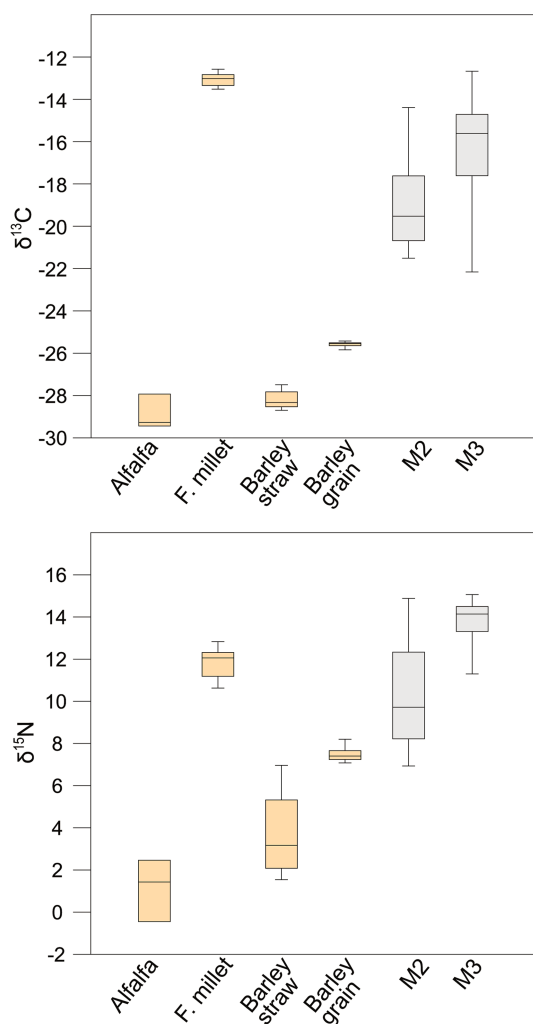 -12
-14
-16
-18
-20
-22
-24
-26
-28
-30
δ¹³C
Alfalfa
F. millet
Barley
straw
Barley
grain
M2
M3
16
14
12
10
8
6
4
2
0
-2
δ¹⁵N
Alfalfa
F. millet
Barley
straw
Barley
grain
M2
M3